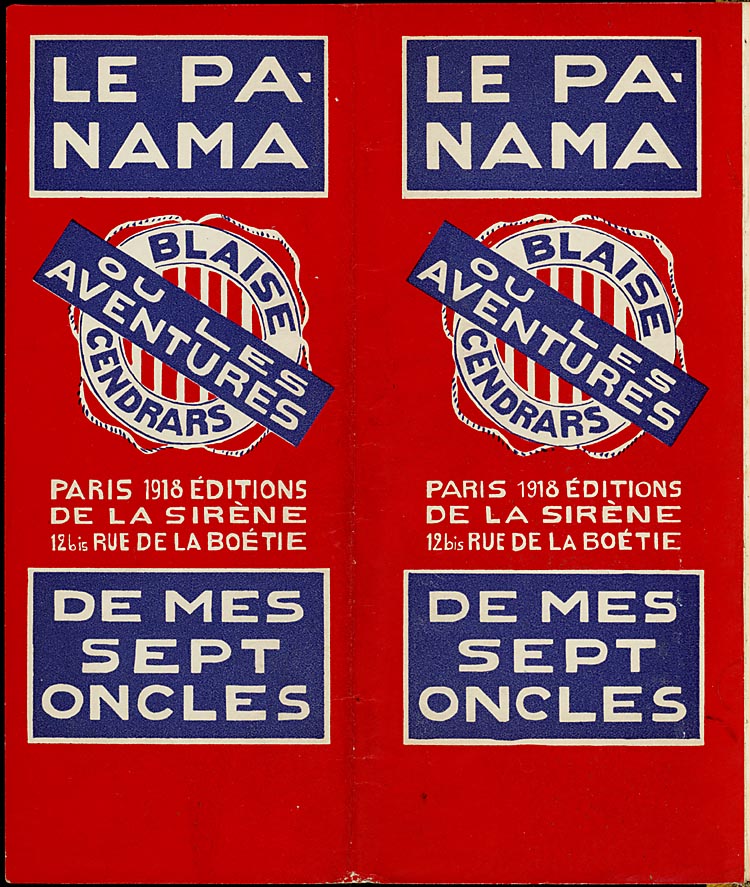 LE PA-
NAMA
BLAISE
OU LES
AVENTURES
CENDRARS
PARIS 1918 ÉDITIONS
DE LA SIRÈNE
12bis RUE DE LA BOÉTIE
DE MES
SEPT
ONCLES
LE PA-
NAMA
BLAISE
OU LES
AVENTURES
CENDRARS
PARIS 1918 ÉDITIONS
DE LA SIRÈNE
12bis RUE DE LA BOÉTIE
DE MES
SEPT
ONCLES